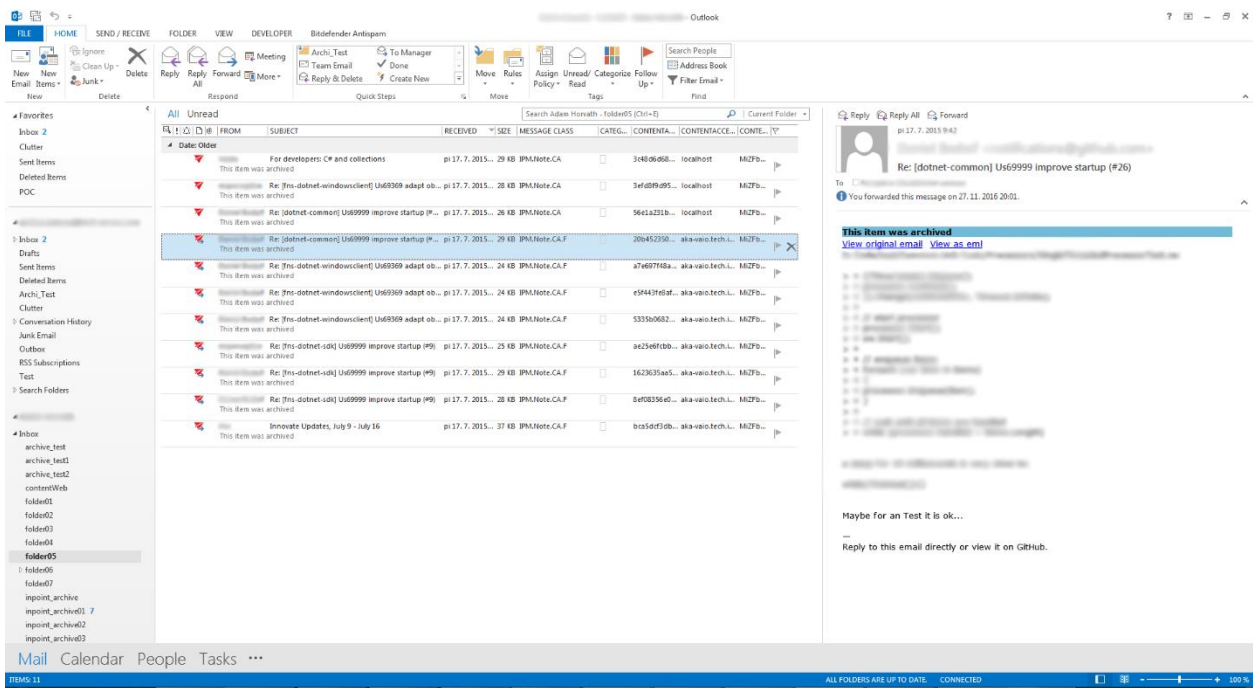 Outlook
FILE HOME SEND / RECEIVE FOLDER VIEW DEVELOPER Bitdefender Antispam
New Email
New Items
Ignore
Clean Up
Junk
Delete
Reply
Reply All
Forward
Meeting
More
Archi_Test
Team Email
Reply & Delete
To Manager
Done
Create New
Move
Rules
Assign Policy
Unread/ Read
Categorize
Follow Up
Search People
Address Book
Filter Email
New Delete Respond Quick Steps Move Tags Find
Favorites
Inbox 2
Clutter
Sent Items
Deleted Items
POC
Inbox 2
Drafts
Sent Items
Deleted Items
Archi_Test
Clutter
Conversation History
Junk Email
Outbox
RSS Subscriptions
Test
Search Folders
Inbox
archive_test
archive_test1
archive_test2
contentWeb
folder01
folder02
folder03
folder04
folder05
folder06
folder07
inpoint_archive
inpoint_archive01 7
inpoint_archive02
inpoint_archive03
All Unread
Search Adam Horvath - folder05 (Ctrl+E) Current Folder
FROM SUBJECT RECEIVED SIZE MESSAGE CLASS CATEG... CONTENTA... CONTENTACCE... CONTE...
Date: Older
For developers: C# and collections pi 17. 7. 2015... 29 KB IPM.Note.CA 3c48d6d68... localhost MiZFb...
This item was archived
Re: [fns-dotnet-windowsclient] Us69369 adapt ob... pi 17. 7. 2015... 28 KB IPM.Note.CA 3efd8f9d95... localhost MiZFb...
This item was archived
Re: [dotnet-common] Us69999 improve startup (#... pi 17. 7. 2015... 26 KB IPM.Note.CA 56e1a231b... localhost MiZFb...
This item was archived
Re: [dotnet-common] Us69999 improve startup (#... pi 17. 7. 2015... 29 KB IPM.Note.CA.F 20b452350... aka-vaio.tech.i... MiZFb...
This item was archived
Re: [fns-dotnet-windowsclient] Us69369 adapt ob... pi 17. 7. 2015... 24 KB IPM.Note.CA.F a7e697f48a... aka-vaio.tech.i... MiZFb...
This item was archived
Re: [fns-dotnet-windowsclient] Us69369 adapt ob... pi 17. 7. 2015... 24 KB IPM.Note.CA.F e5f443fe8af... aka-vaio.tech.i... MiZFb...
This item was archived
Re: [fns-dotnet-windowsclient] Us69369 adapt ob... pi 17. 7. 2015... 24 KB IPM.Note.CA.F 5335b0682... aka-vaio.tech.i... MiZFb...
This item was archived
Re: [fns-dotnet-sdk] Us69999 improve startup (#9) pi 17. 7. 2015... 25 KB IPM.Note.CA.F ae25e6fcbb... aka-vaio.tech.i... MiZFb...
This item was archived
Re: [fns-dotnet-sdk] Us69999 improve startup (#9) pi 17. 7. 2015... 29 KB IPM.Note.CA.F 1623635aa5... aka-vaio.tech.i... MiZFb...
This item was archived
Re: [fns-dotnet-sdk] Us69999 improve startup (#9) pi 17. 7. 2015... 28 KB IPM.Note.CA.F 8ef08356e0... aka-vaio.tech.i... MiZFb...
This item was archived
Innovate Updates, July 9 - July 16 pi 17. 7. 2015... 37 KB IPM.Note.CA.F bca5dcf3db... aka-vaio.tech.i... MiZFb...
This item was archived
Reply Reply All Forward
pi 17. 7. 2015 9:42
Re: [dotnet-common] Us69999 improve startup (#26)
To
You forwarded this message on 27. 11. 2016 20:01.
This item was archived
View original email View as eml
Maybe for an Test it is ok...
—
Reply to this email directly or view it on GitHub.
Mail Calendar People Tasks ...
ITEMS: 11 ALL FOLDERS ARE UP TO DATE. CONNECTED 100 %